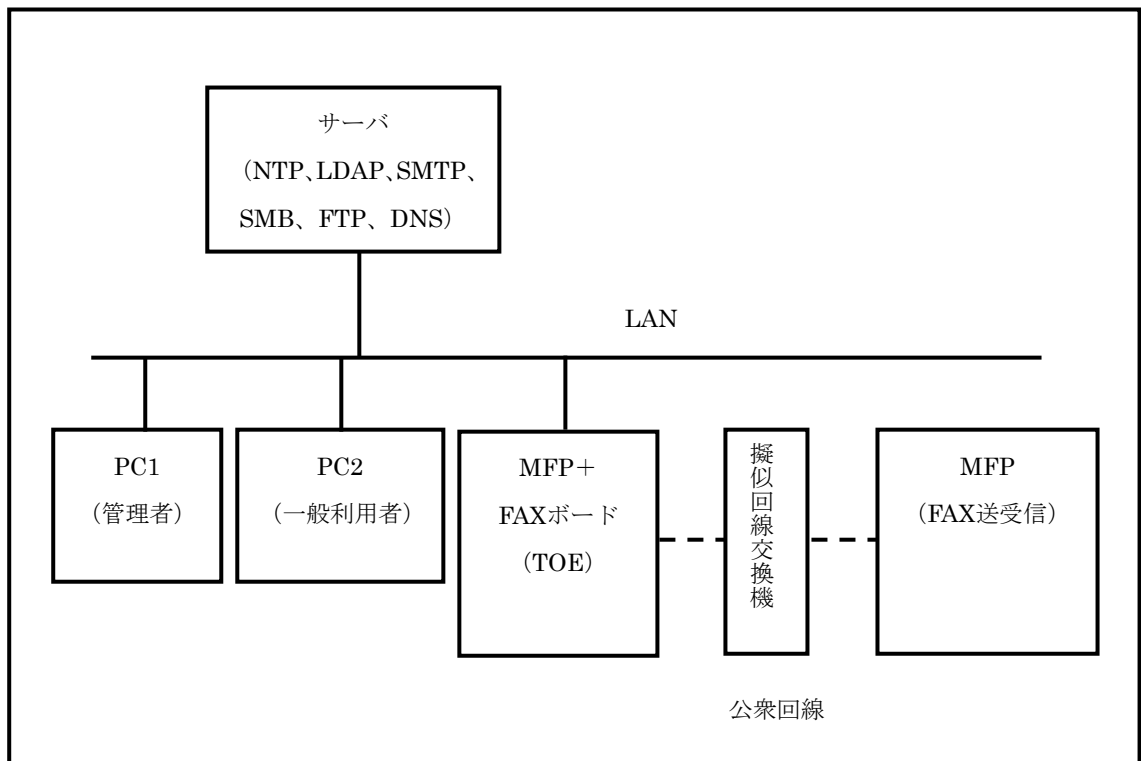 サーバ
（NTP､LDAP､SMTP、
SMB、FTP、DNS）
LAN
PC1
（管理者）
PC2
（一般利用者）
MFP＋
FAXボード
（TOE）
擬似回線交換機
MFP
（FAX送受信）
公衆回線